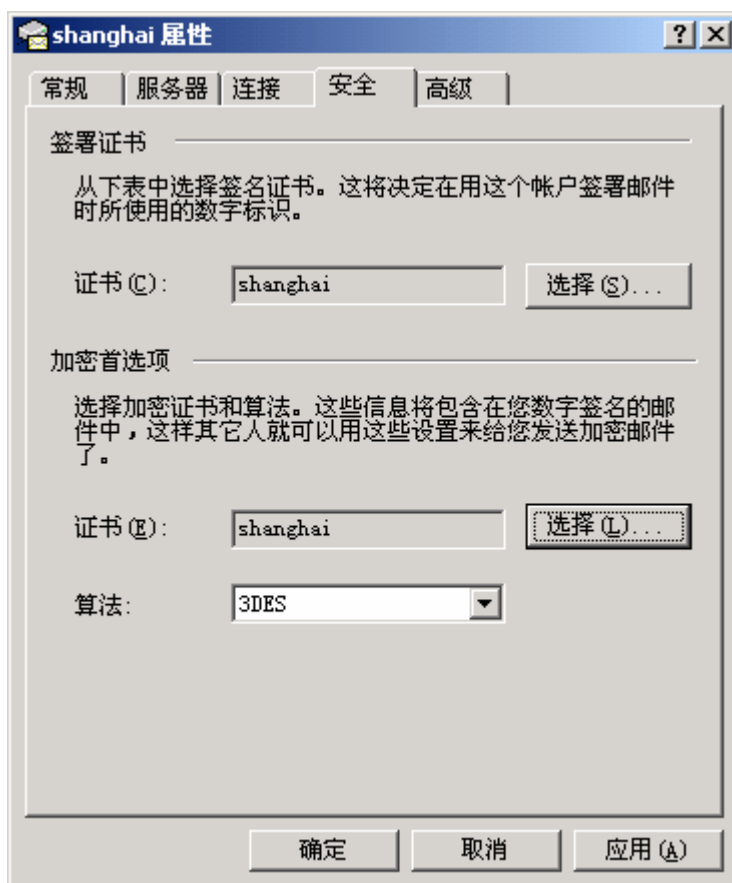 shanghai 属性
常规 服务器 连接 安全 高级
签署证书
从下表中选择签名证书。这将决定在用这个帐户签署邮件
时所使用的数字标识。
证书(C): shanghai 选择(S)...
加密首选项
选择加密证书和算法。这些信息将包含在您数字签名的邮
件中，这样其它人就可以用这些设置来给您发送加密邮件
了。
证书(E): shanghai 选择(L)...
算法: 3DES
确定 取消 应用(A)